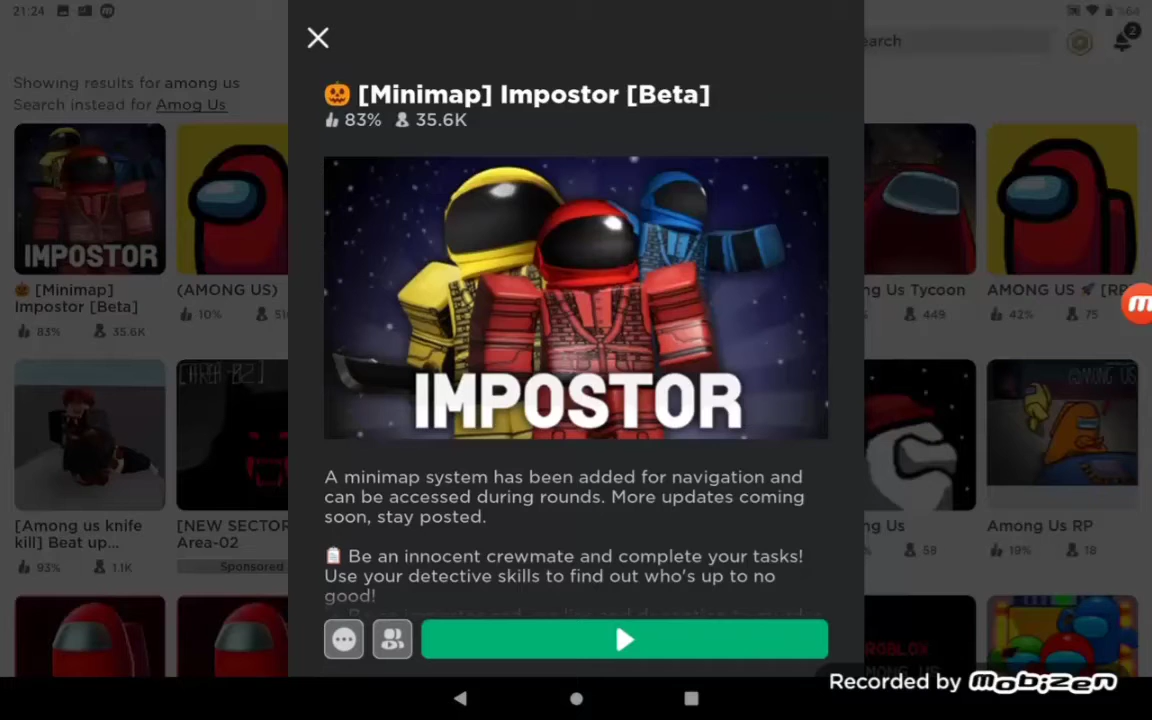 21:24
%64
earch
2
Showing results for among us
Search instead for Amog Us
🎃 [Minimap] Impostor [Beta]
83% 35.6K
IMPOSTOR
A minimap system has been added for navigation and
can be accessed during rounds. More updates coming
soon, stay posted.
📋 Be an innocent crewmate and complete your tasks!
Use your detective skills to find out who's up to no
good!
IMPOSTOR
🎃 [Minimap]
Impostor [Beta]
83% 35.6K
(AMONG US)
10%
ng Us Tycoon
449
AMONG US 🚀 [RP
42% 75
[Among us knife
kill] Beat up...
93% 1.1K
[NEW SECTOR
Area-02
Sponsored
ng Us
58
Among Us RP
19% 18
ROBLOX
Recorded by mobizen